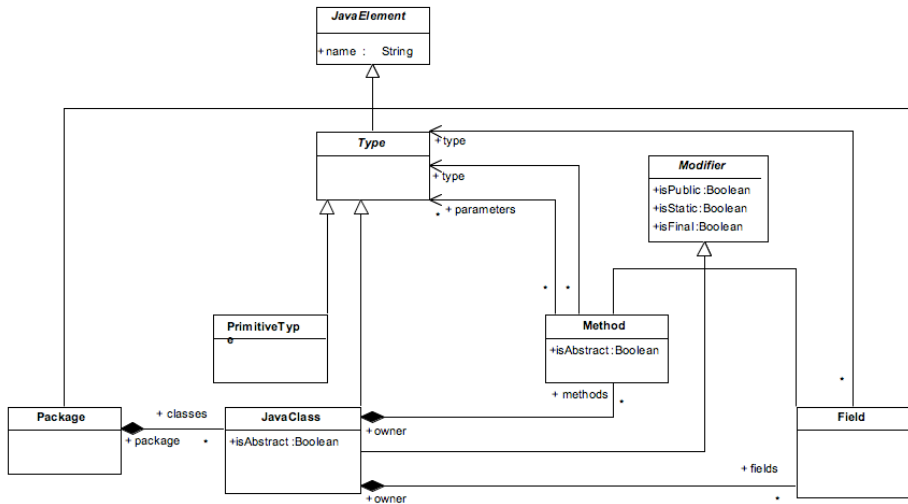 JavaElement
+ name : String
Type
+ type
+ type
+ parameters
*
Modifier
+isPublic :Boolean
+isStatic :Boolean
+isFinal :Boolean
*
*
PrimitiveTyp
e
Method
+isAbstract :Boolean
+ methods
*
*
Package
+ classes
+ package
*
JavaClass
+isAbstract :Boolean
+ owner
+ owner
Field
+ fields
*